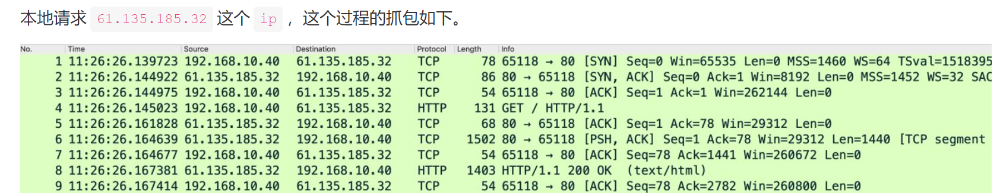 本地请求 61.135.185.32 这个 ip ，这个过程的抓包如下。
No. Time Source Destination Protocol Length Info
1 11:26:26.139723 192.168.10.40 61.135.185.32 TCP 78 65118 → 80 [SYN] Seq=0 Win=65535 Len=0 MSS=1460 WS=64 TSval=1518395
2 11:26:26.144922 61.135.185.32 192.168.10.40 TCP 86 80 → 65118 [SYN, ACK] Seq=0 Ack=1 Win=8192 Len=0 MSS=1452 WS=32 SAC
3 11:26:26.144975 192.168.10.40 61.135.185.32 TCP 54 65118 → 80 [ACK] Seq=1 Ack=1 Win=262144 Len=0
4 11:26:26.145023 192.168.10.40 61.135.185.32 HTTP 131 GET / HTTP/1.1
5 11:26:26.161828 61.135.185.32 192.168.10.40 TCP 68 80 → 65118 [ACK] Seq=1 Ack=78 Win=29312 Len=0
6 11:26:26.164639 61.135.185.32 192.168.10.40 TCP 1502 80 → 65118 [PSH, ACK] Seq=1 Ack=78 Win=29312 Len=1440 [TCP segment
7 11:26:26.164677 192.168.10.40 61.135.185.32 TCP 54 65118 → 80 [ACK] Seq=78 Ack=1441 Win=260672 Len=0
8 11:26:26.167381 61.135.185.32 192.168.10.40 HTTP 1403 HTTP/1.1 200 OK (text/html)
9 11:26:26.167414 192.168.10.40 61.135.185.32 TCP 54 65118 → 80 [ACK] Seq=78 Ack=2782 Win=260800 Len=0